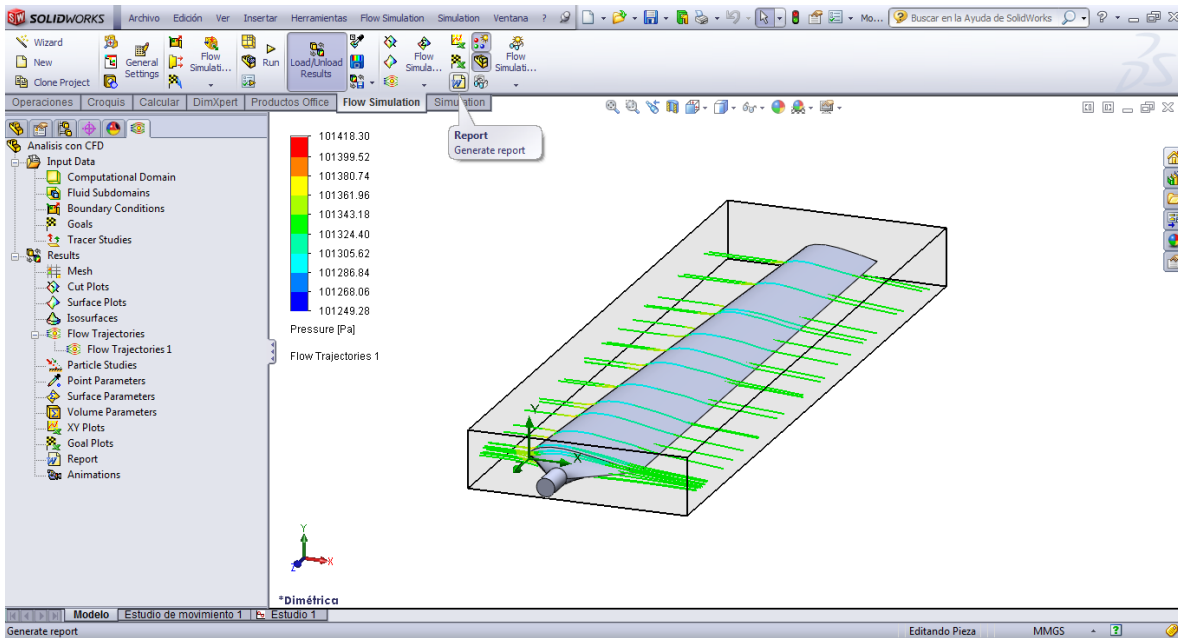 SOLIDWORKS Archivo Edición Ver Insertar Herramientas Flow Simulation Simulation Ventana ? Mo... Buscar en la Ayuda de SolidWorks ?
Wizard
New
Clone Project
General Settings
Flow Simulati...
Run
Load/Unload Results
Flow Simula...
Flow Simulati...
Operaciones Croquis Calcular DimXpert Productos Office Flow Simulation Simulation
Report
Generate report
Analisis con CFD
Input Data
Computational Domain
Fluid Subdomains
Boundary Conditions
Goals
Tracer Studies
Results
Mesh
Cut Plots
Surface Plots
Isosurfaces
Flow Trajectories
Flow Trajectories 1
Particle Studies
Point Parameters
Surface Parameters
Volume Parameters
XY Plots
Goal Plots
Report
Animations
101418.30
101399.52
101380.74
101361.96
101343.18
101324.40
101305.62
101286.84
101268.06
101249.28
Pressure [Pa]
Flow Trajectories 1
Y
X
Y
X
Z
*Dimétrica
Modelo Estudio de movimiento 1 Estudio 1
Generate report Editando Pieza MMGS ?